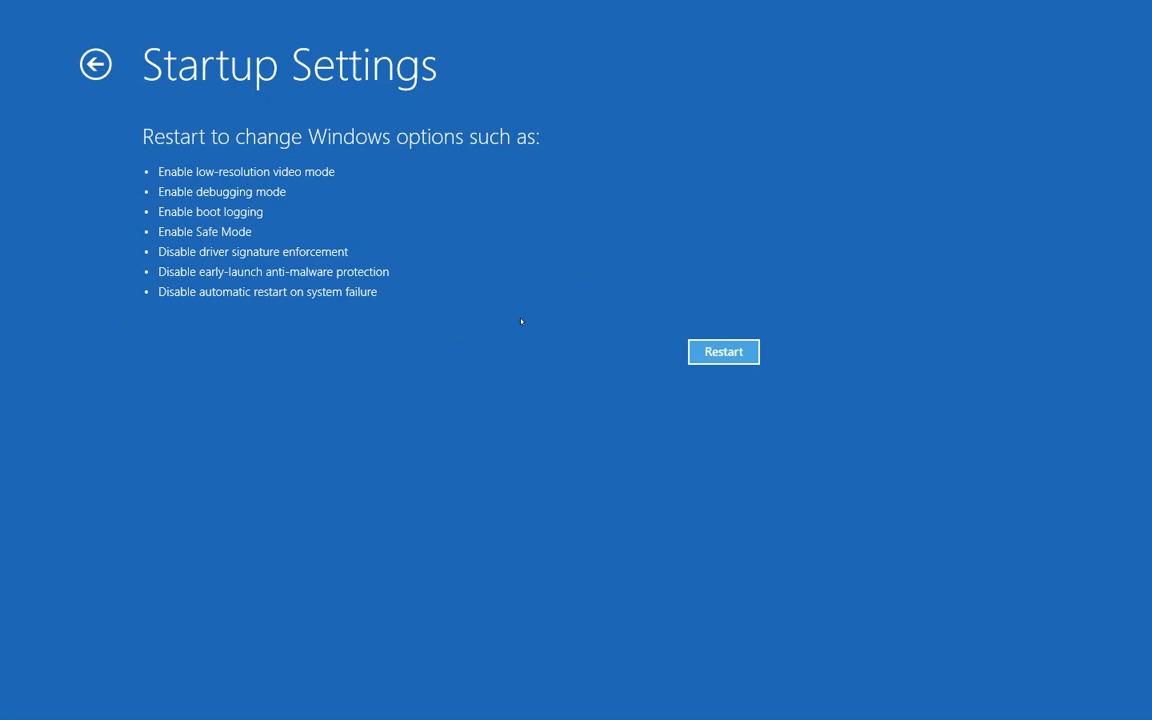 Startup Settings
Restart to change Windows options such as:
• Enable low-resolution video mode
• Enable debugging mode
• Enable boot logging
• Enable Safe Mode
• Disable driver signature enforcement
• Disable early-launch anti-malware protection
• Disable automatic restart on system failure
Restart